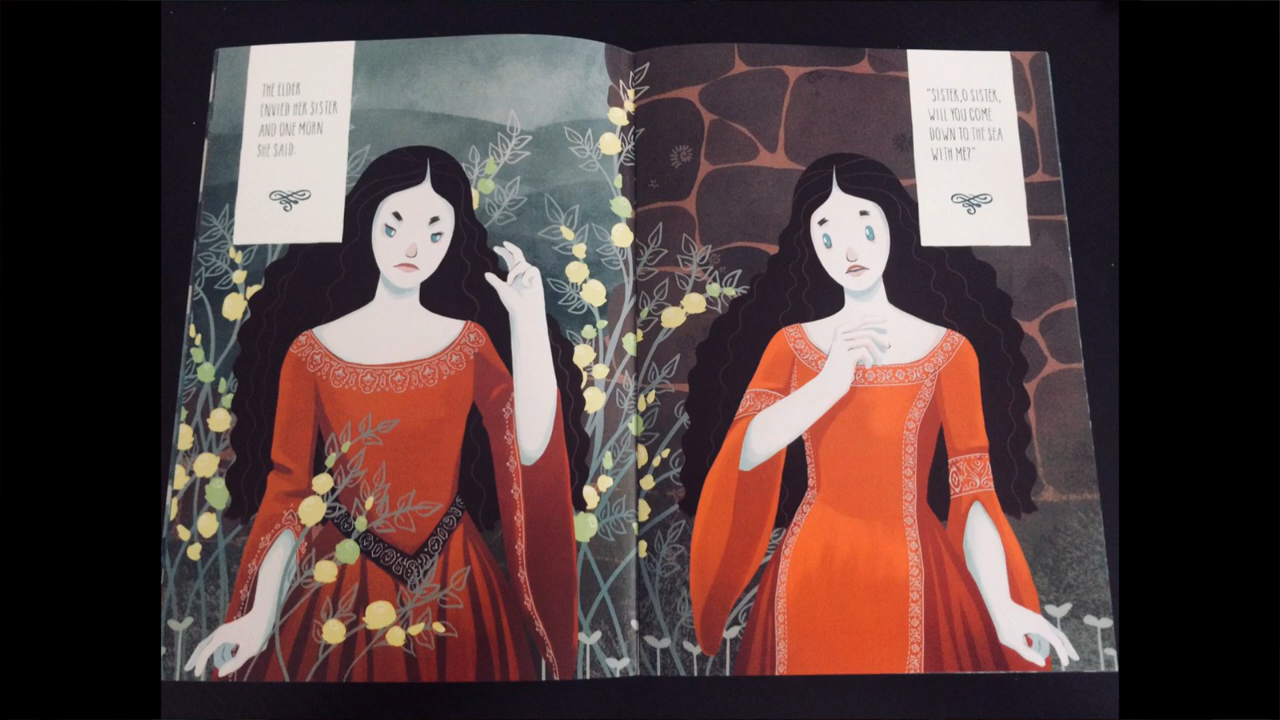 THE ELDER
ENVIED HER SISTER
AND ONE MORN
SHE SAID:
"SISTER, O SISTER,
WILL YOU COME
DOWN TO THE SEA
WITH ME?"